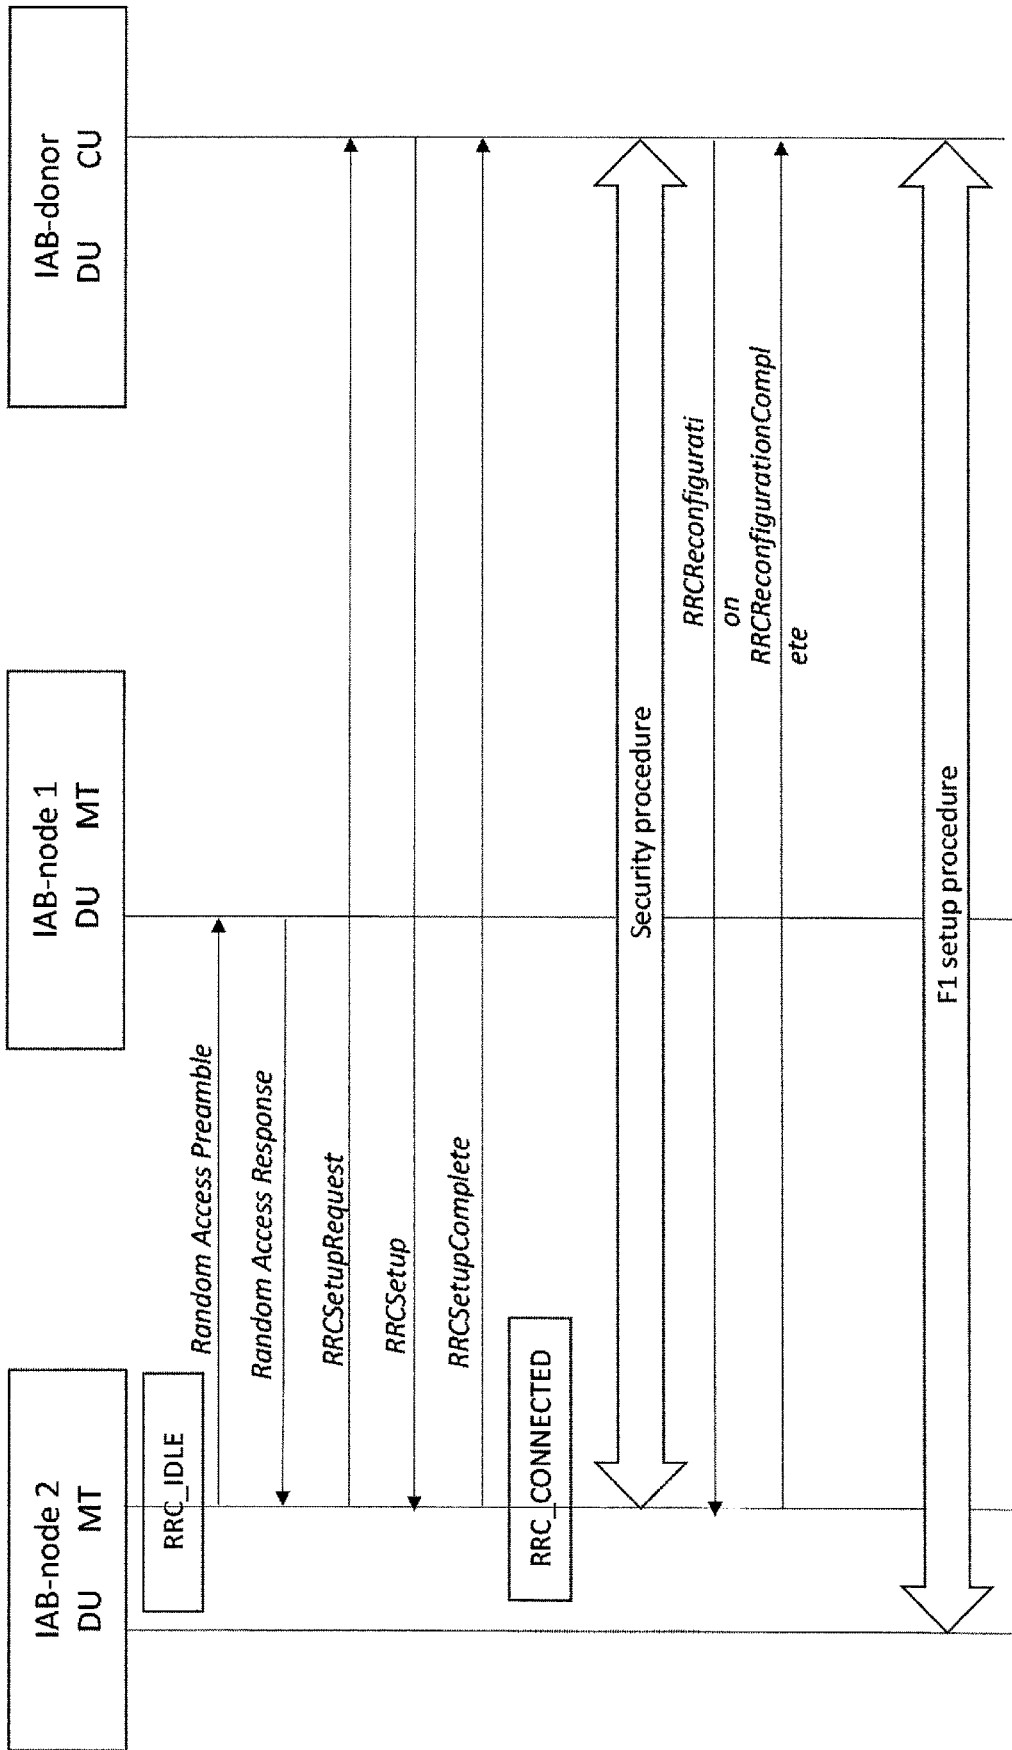 IAB-node 2
DU MT
IAB-node 1
DU MT
IAB-donor
DU CU
RRC_IDLE
Random Access Preamble
Random Access Response
RRCSetupRequest
RRCSetup
RRCSetupComplete
RRC_CONNECTED
Security procedure
RRCReconfigurati
on
RRCReconfigurationCompl
ete
F1 setup procedure